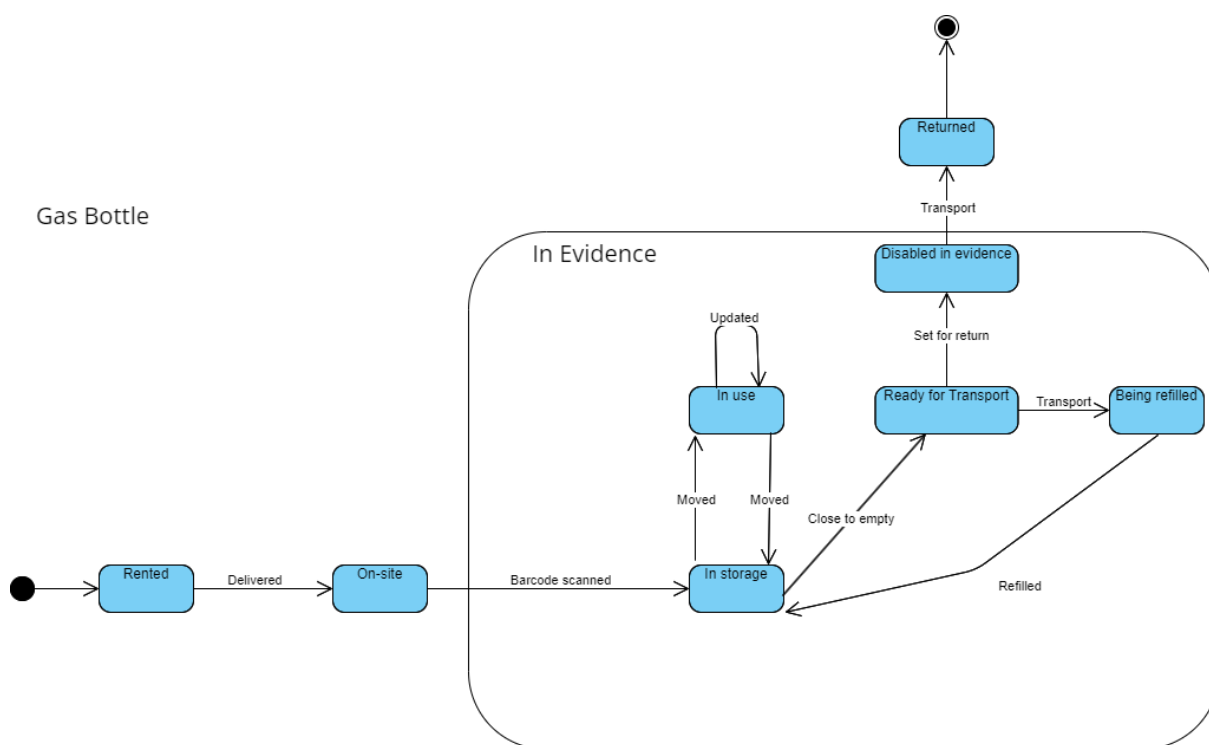 Returned
Transport
Gas Bottle
In Evidence
Disabled in evidence
Updated
Set for return
In use
Ready for Transport
Transport
Being refilled
Moved
Moved
Close to empty
Rented
Delivered
On-site
Barcode scanned
In storage
Refilled